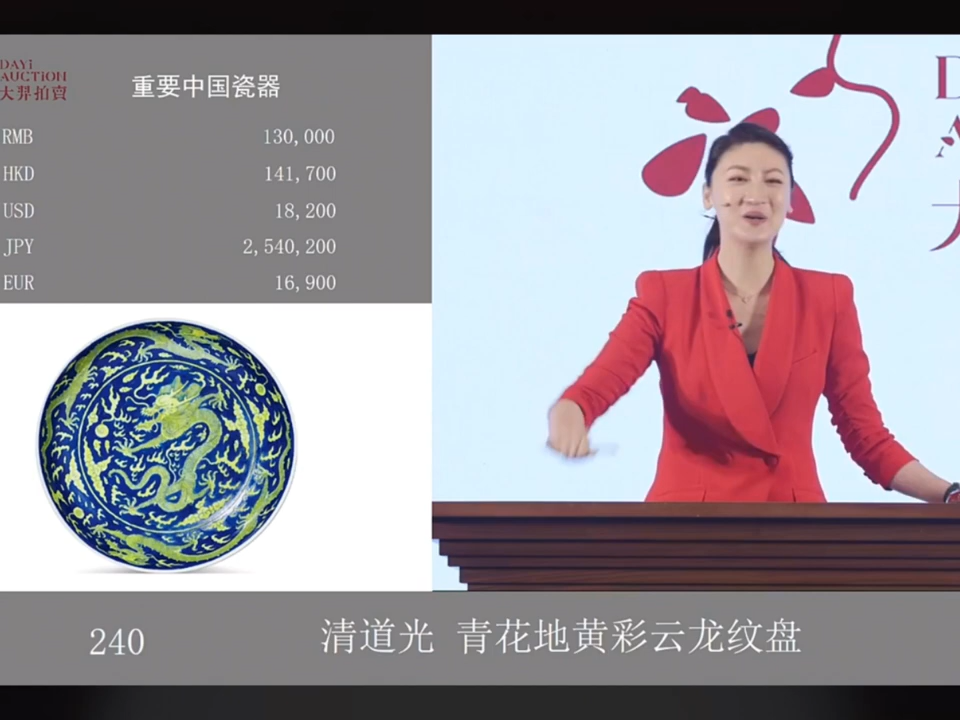 DAYi
AUCTION
大羿拍賣
重要中国瓷器
RMB 130,000
HKD 141,700
USD 18,200
JPY 2,540,200
EUR 16,900
240 清道光 青花地黄彩云龙纹盘